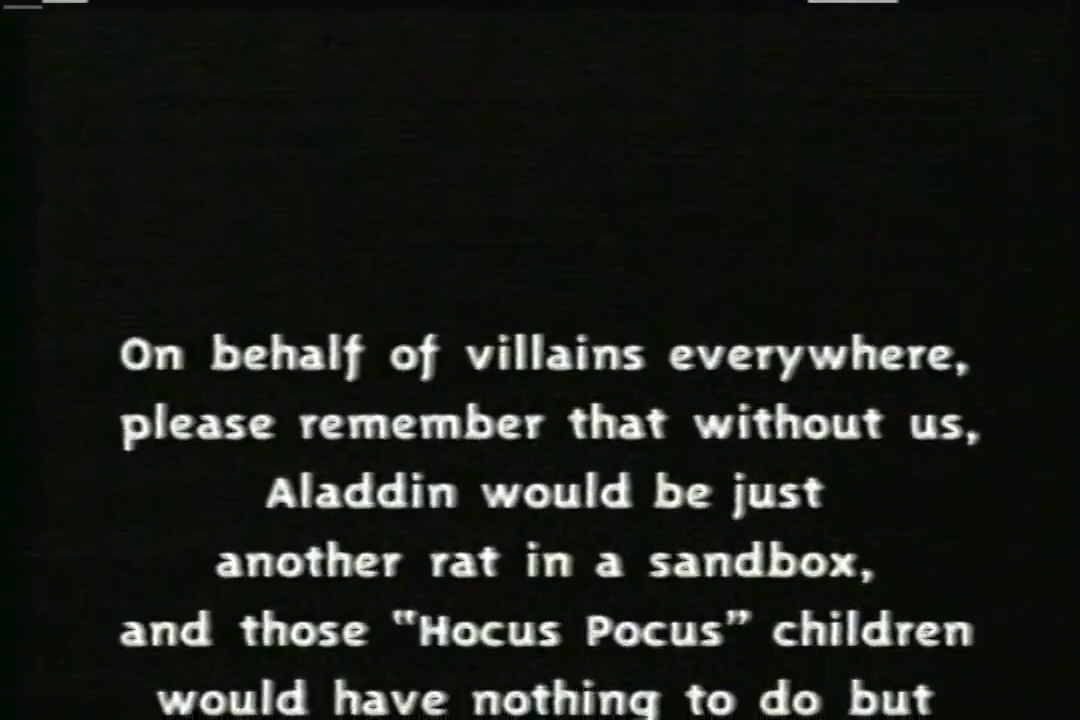 On behalf of villains everywhere,
please remember that without us,
Aladdin would be just
another rat in a sandbox,
and those “Hocus Pocus” children
would have nothing to do but